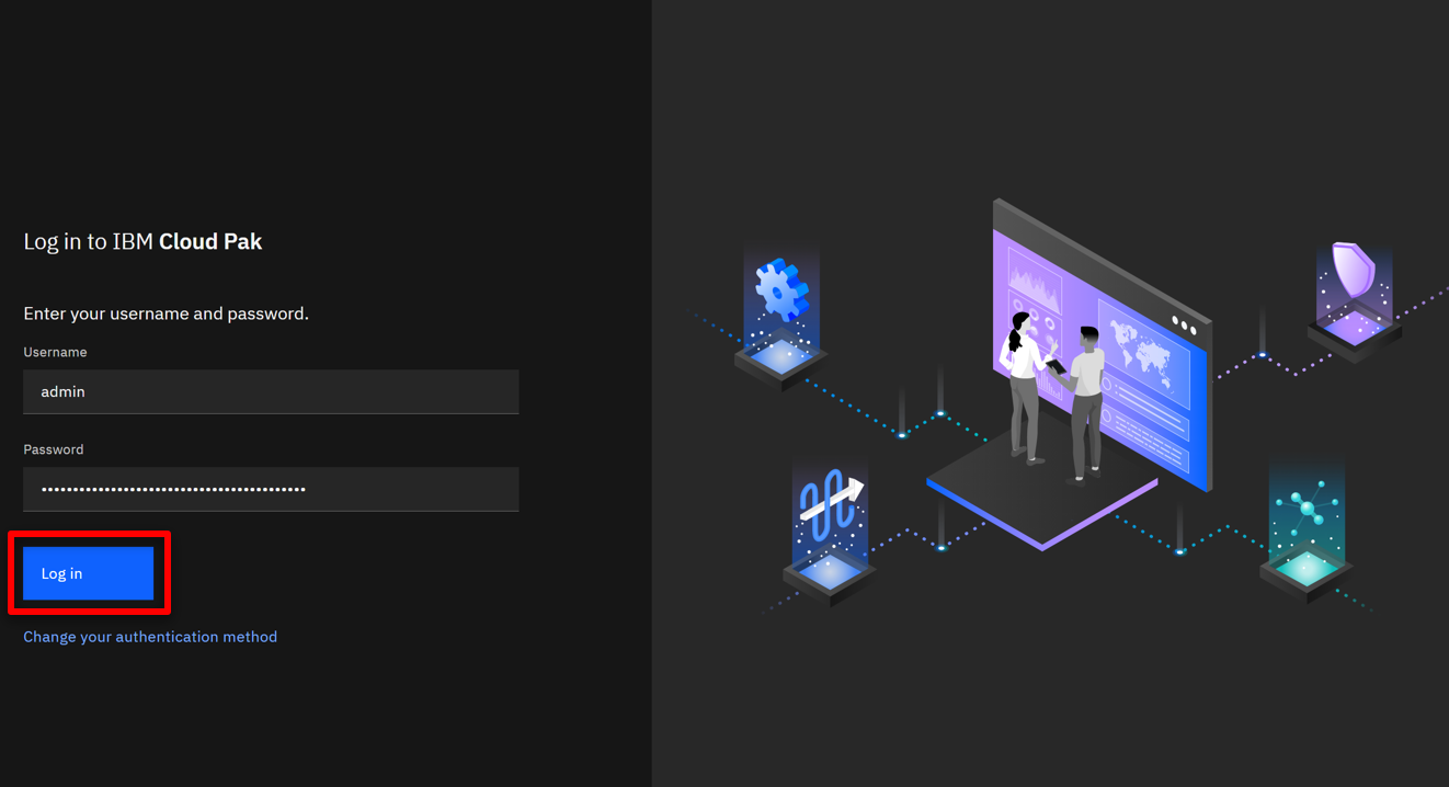 Log in to IBM Cloud Pak
Enter your username and password.
Username
admin
Password
••••••••••••••••••••••••••••••••••••••••••
Log in
Change your authentication method